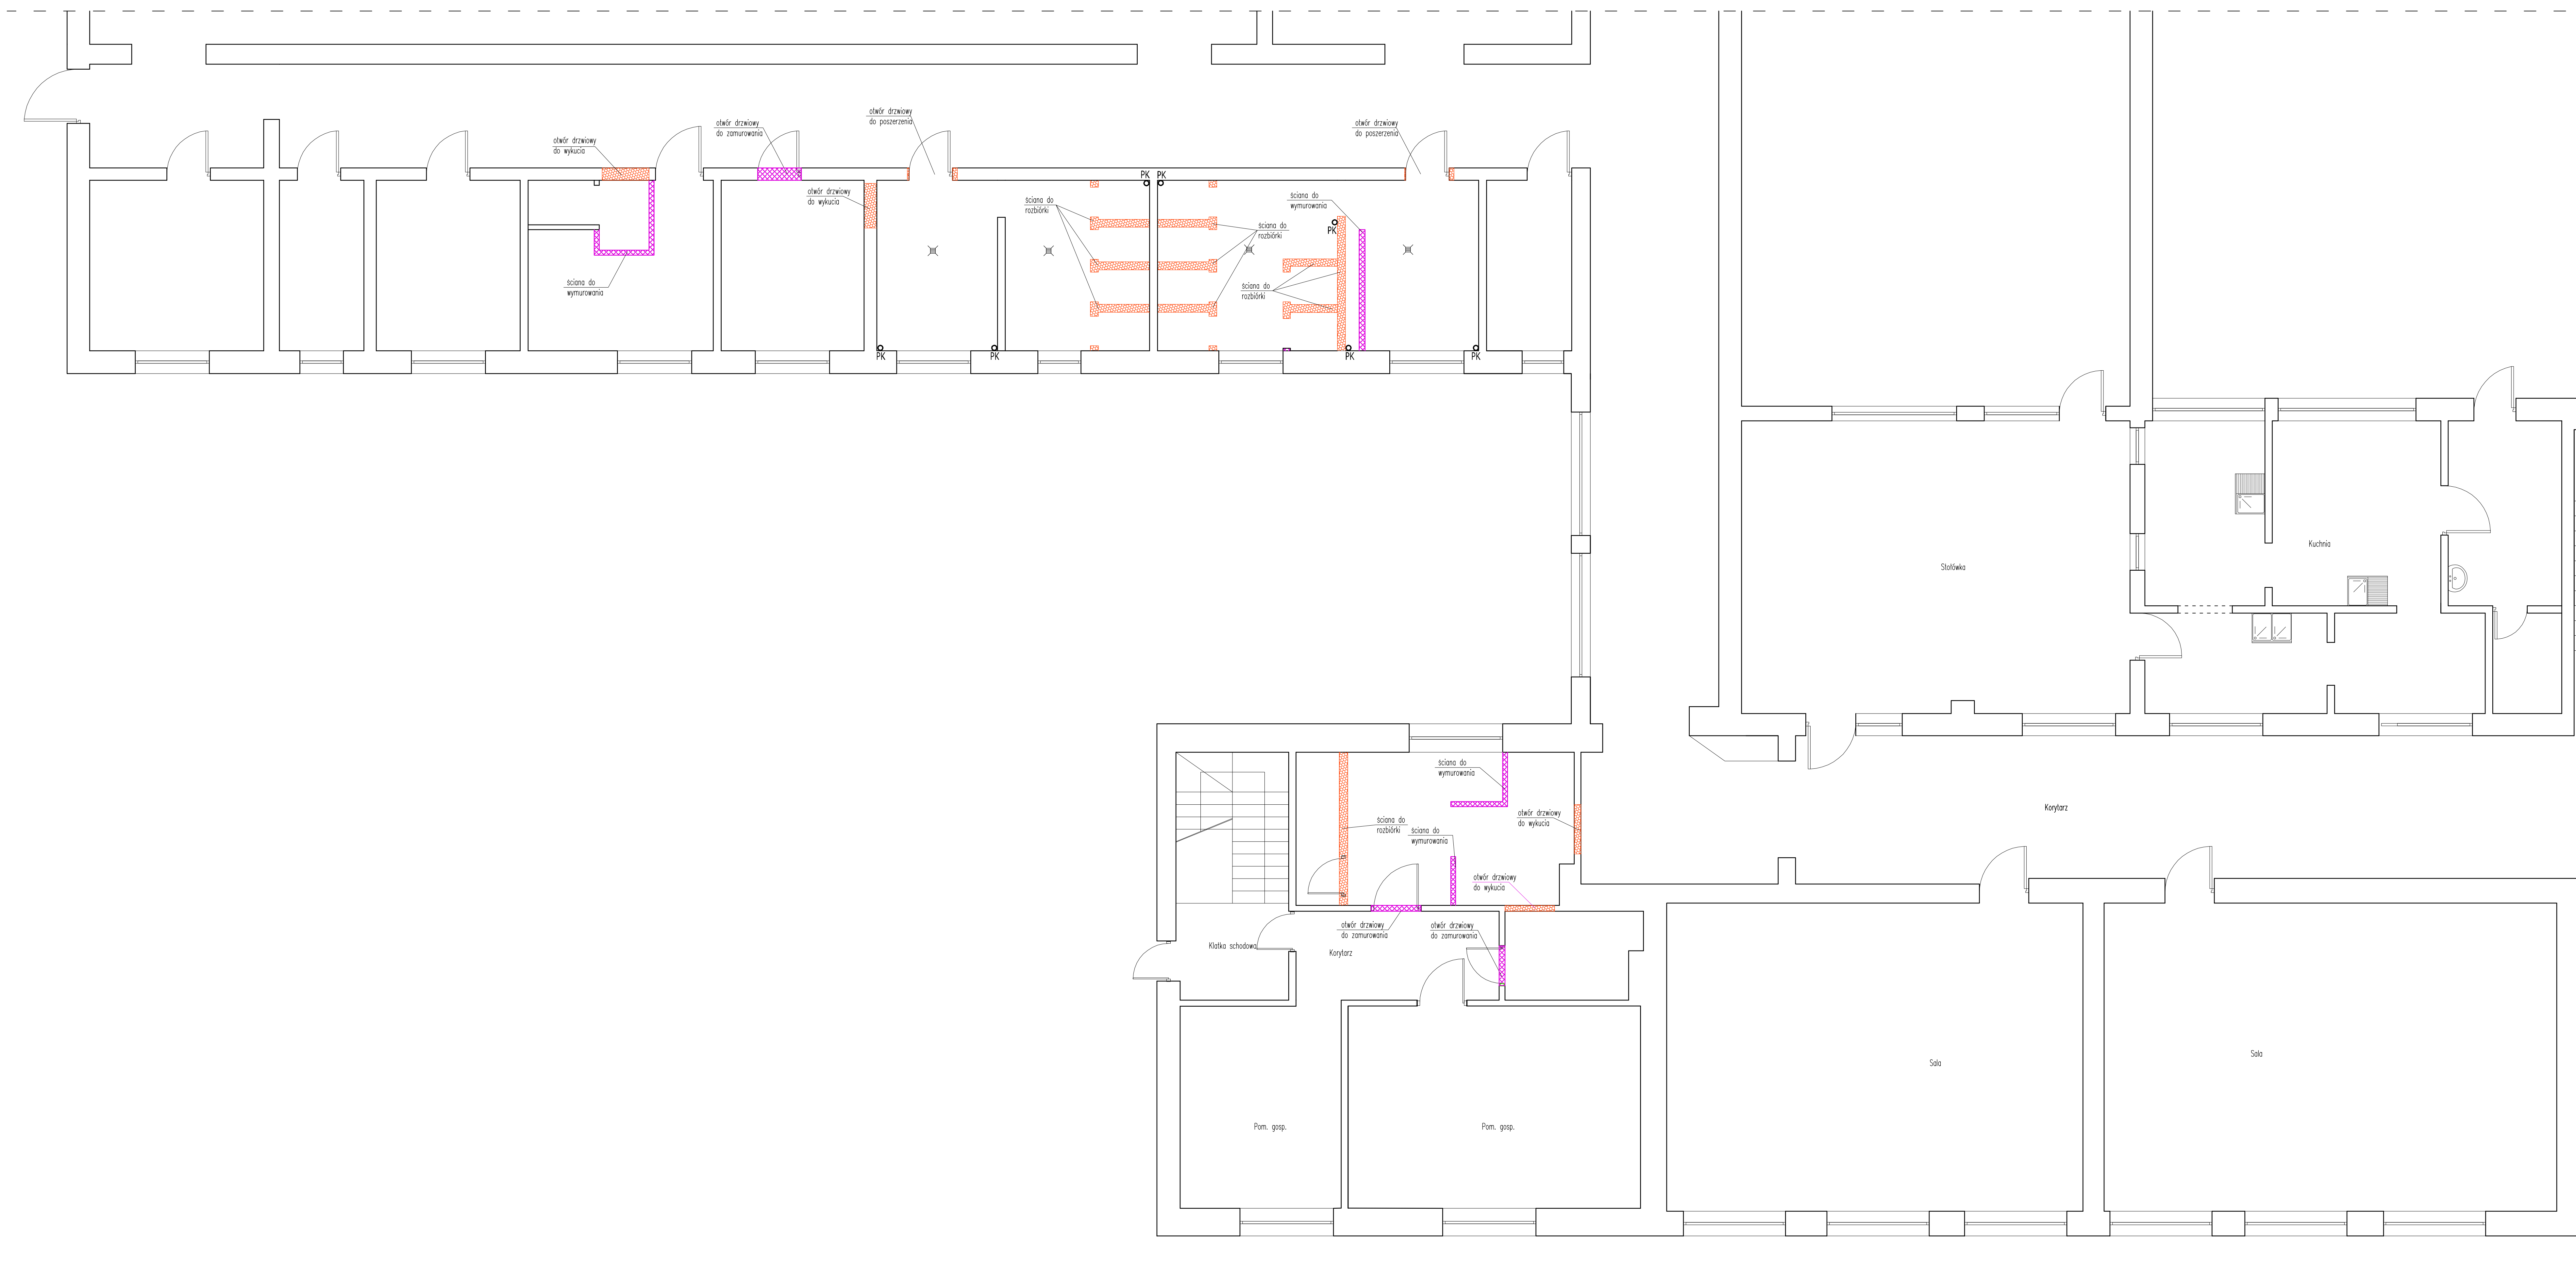 otwór drzwiowy
do poszerzenia
otwór drzwiowy
do zamurowania
otwór drzwiowy
do poszerzenia
otwór drzwiowy
do wykucia
PK
PK
otwór drzwiowy
do wykucia
ściana do
rozbiórki
ściana do
wymurowania
ściana do
rozbiórki
PK
ściana do
wymurowania
ściana do
rozbiórki
PK
PK
PK
PK
Kuchnia
Stołówka
ściana do
wymurowania
Korytarz
otwór drzwiowy
do wykucia
ściana do
rozbiórki
ściana do
wymurowania
otwór drzwiowy
do wykucia
otwór drzwiowy
do zamurowania
otwór drzwiowy
do zamurowania
Klatka schodowa
Korytarz
Sala
Sala
Pom. gosp.
Pom. gosp.